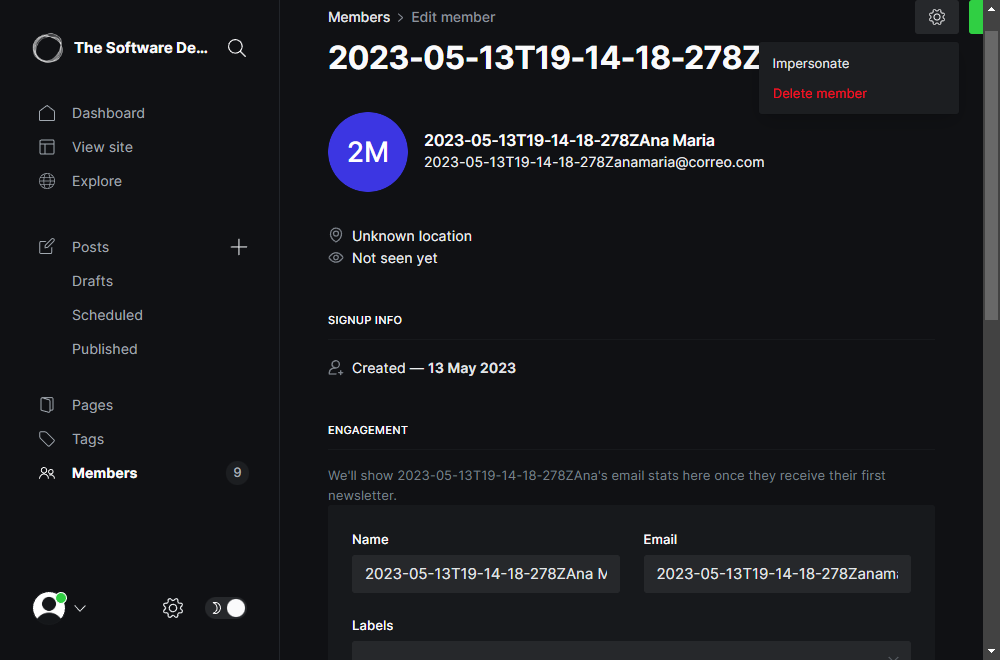 The Software De...
Dashboard
View site
Explore
Posts
Drafts
Scheduled
Published
Pages
Tags
Members
9
Members > Edit member
2023-05-13T19-14-18-278Z
Impersonate
Delete member
2M
2023-05-13T19-14-18-278ZAna Maria
2023-05-13T19-14-18-278Zanamaria@correo.com
Unknown location
Not seen yet
SIGNUP INFO
Created — 13 May 2023
ENGAGEMENT
We'll show 2023-05-13T19-14-18-278ZAna's email stats here once they receive their first
newsletter.
Name
Email
2023-05-13T19-14-18-278ZAna M
2023-05-13T19-14-18-278Zanama
Labels